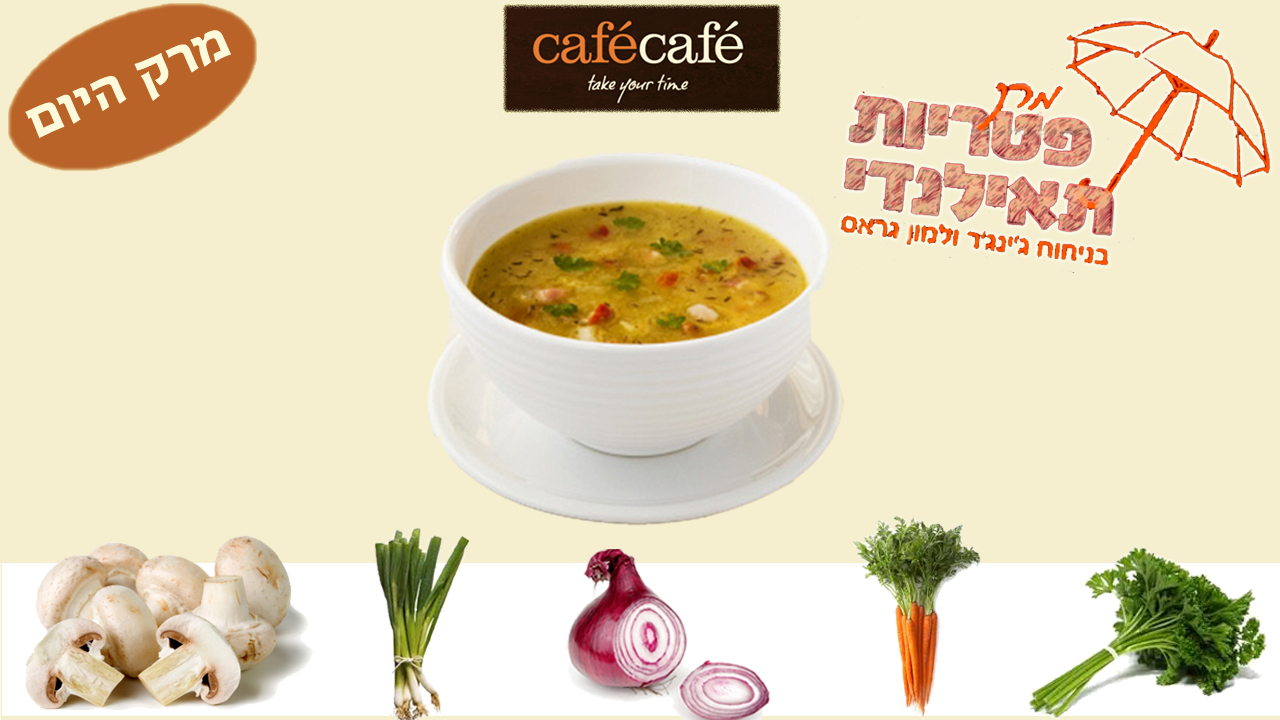 מרק היום
cafécafé
take your time
מרק
פטריות
תאילנדי
בניחוח ג'ינג'ר ולמון גראס